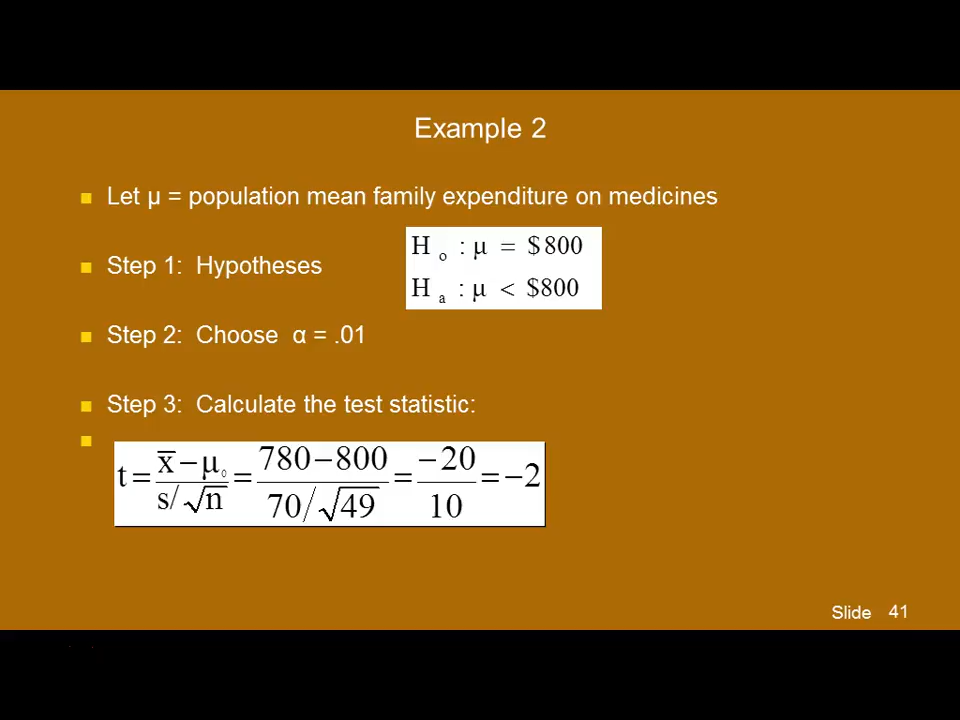 Example 2
Let μ = population mean family expenditure on medicines
Step 1: Hypotheses
H₀ : μ = $800
Hₐ : μ < $800
Step 2: Choose α = .01
Step 3: Calculate the test statistic:
t = (x̄ − μ₀)/(s/√n) = (780 − 800)/(70/√49) = −20/10 = −2
Slide 41